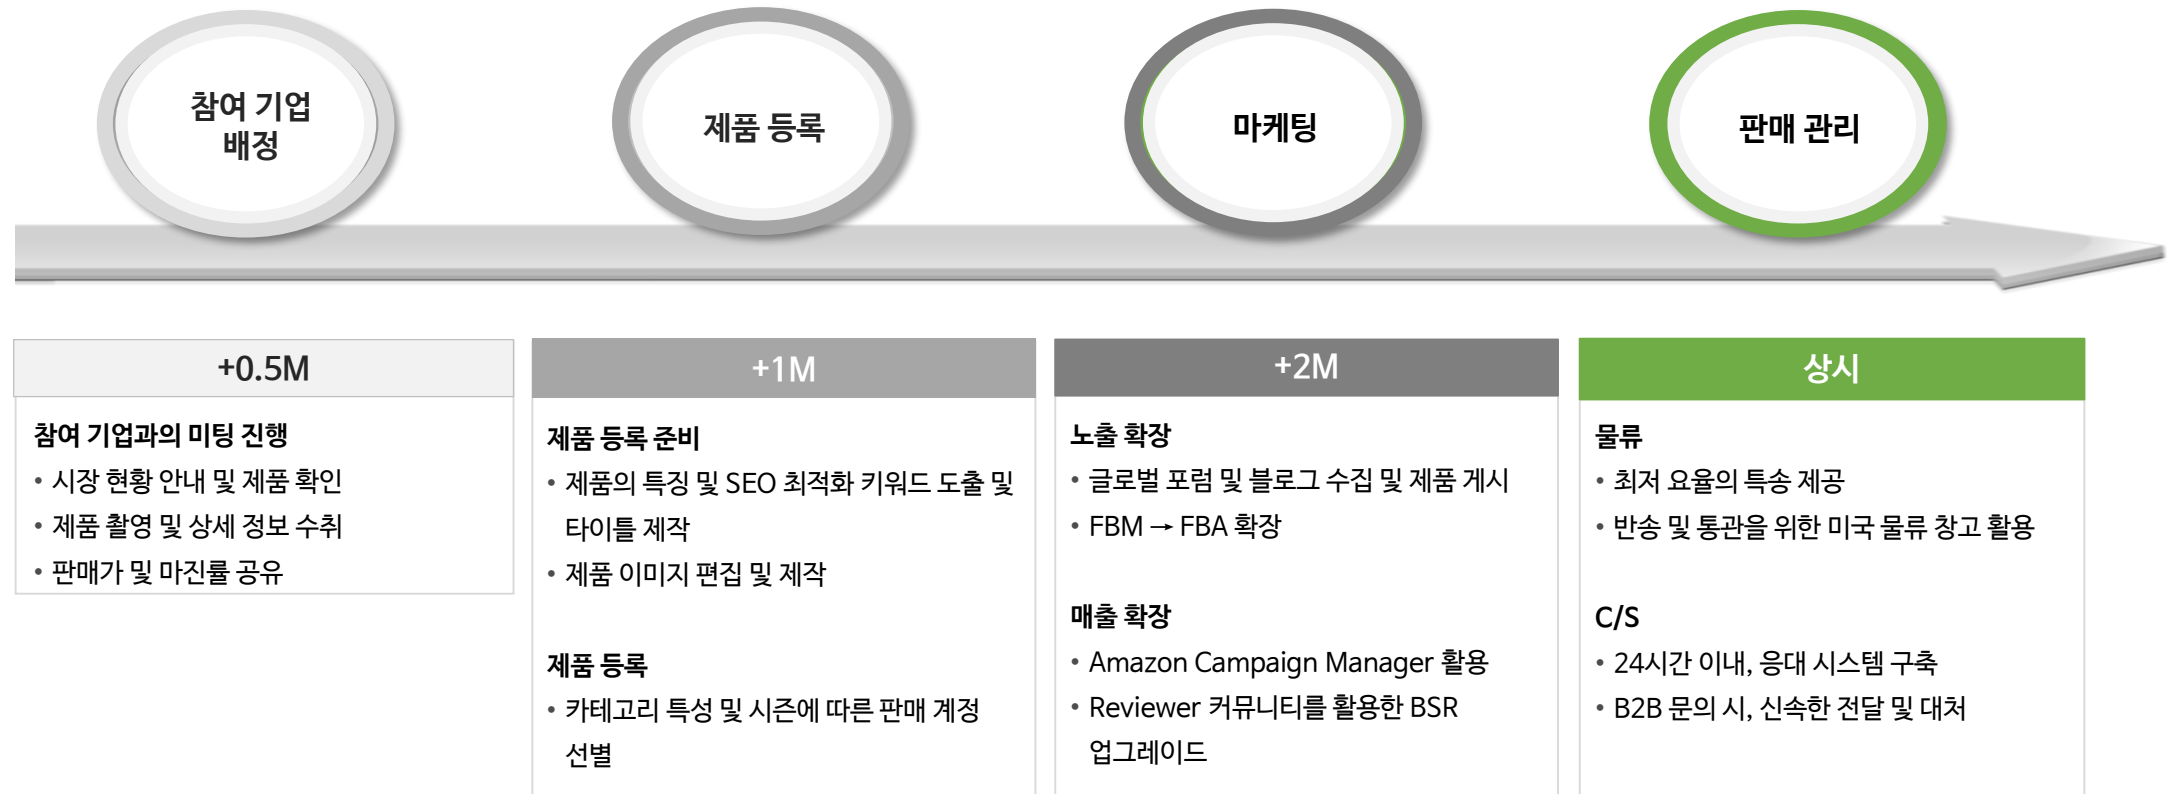 참여 기업
배정
제품 등록
마케팅
판매 관리
+0.5M
참여 기업과의 미팅 진행
• 시장 현황 안내 및 제품 확인
• 제품 촬영 및 상세 정보 수취
• 판매가 및 마진률 공유
+1M
제품 등록 준비
• 제품의 특징 및 SEO 최적화 키워드 도출 및
타이틀 제작
• 제품 이미지 편집 및 제작
제품 등록
• 카테고리 특성 및 시즌에 따른 판매 계정
선별
+2M
노출 확장
• 글로벌 포럼 및 블로그 수집 및 제품 게시
• FBM → FBA 확장
매출 확장
• Amazon Campaign Manager 활용
• Reviewer 커뮤니티를 활용한 BSR
업그레이드
상시
물류
• 최저 요율의 특송 제공
• 반송 및 통관을 위한 미국 물류 창고 활용
C/S
• 24시간 이내, 응대 시스템 구축
• B2B 문의 시, 신속한 전달 및 대처